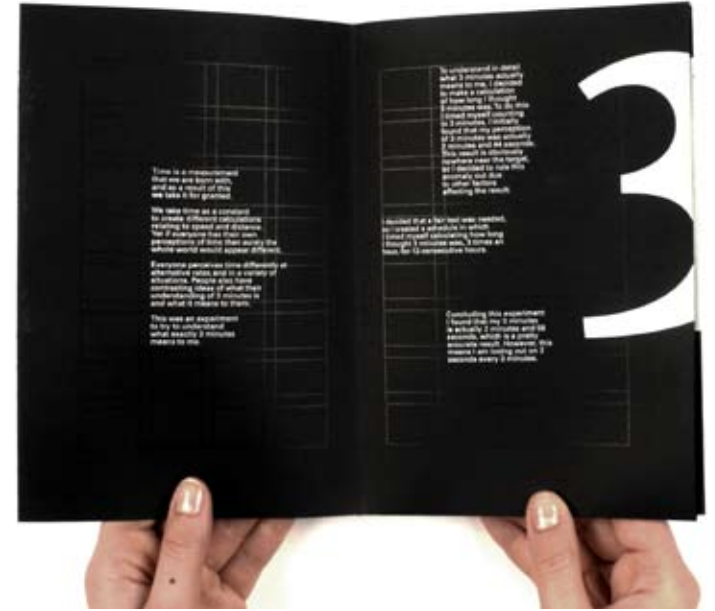 Time is a measurement
that we are born with,
and as a result of this
we take it for granted.
We take time as a constant
to create different calculations
relating to speed and distance.
Yet if everyone has their own
perceptions of time then surely the
whole world would appear different.
Everyone perceives time differently at
alternative rates and in a variety of
situations. People also have
contrasting ideas of what their
understanding of 3 minutes is
and what it means to them.
This was an experiment
to try to understand
what exactly 3 minutes
means to me.
To understand in detail
what 3 minutes actually
means to me, I decided
to make a calculation
of how long I thought
3 minutes was. To do this
I timed myself counting
to 3 minutes. I initially
found that my perception
of 3 minutes was actually
2 minutes and 44 seconds.
This result is obviously
nowhere near the target,
so I decided to rule this
anomaly out due
to other factors
affecting the result.
I decided that a fair test was needed,
so I created a schedule in which
I timed myself calculating how long
I thought 3 minutes was, 3 times an
hour, for 12 consecutive hours.
Concluding this experiment
I found that my 3 minutes
is actually 2 minutes and
seconds, which is a pretty
accurate result. However, this
means I am losing out on
seconds every 3 minutes.
3